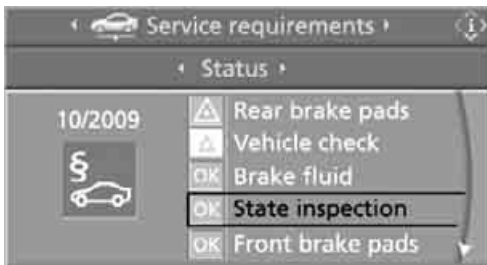 Service requirements
i
Status
10/2009
§
Rear brake pads
Vehicle check
OK Brake fluid
OK State inspection
OK Front brake pads